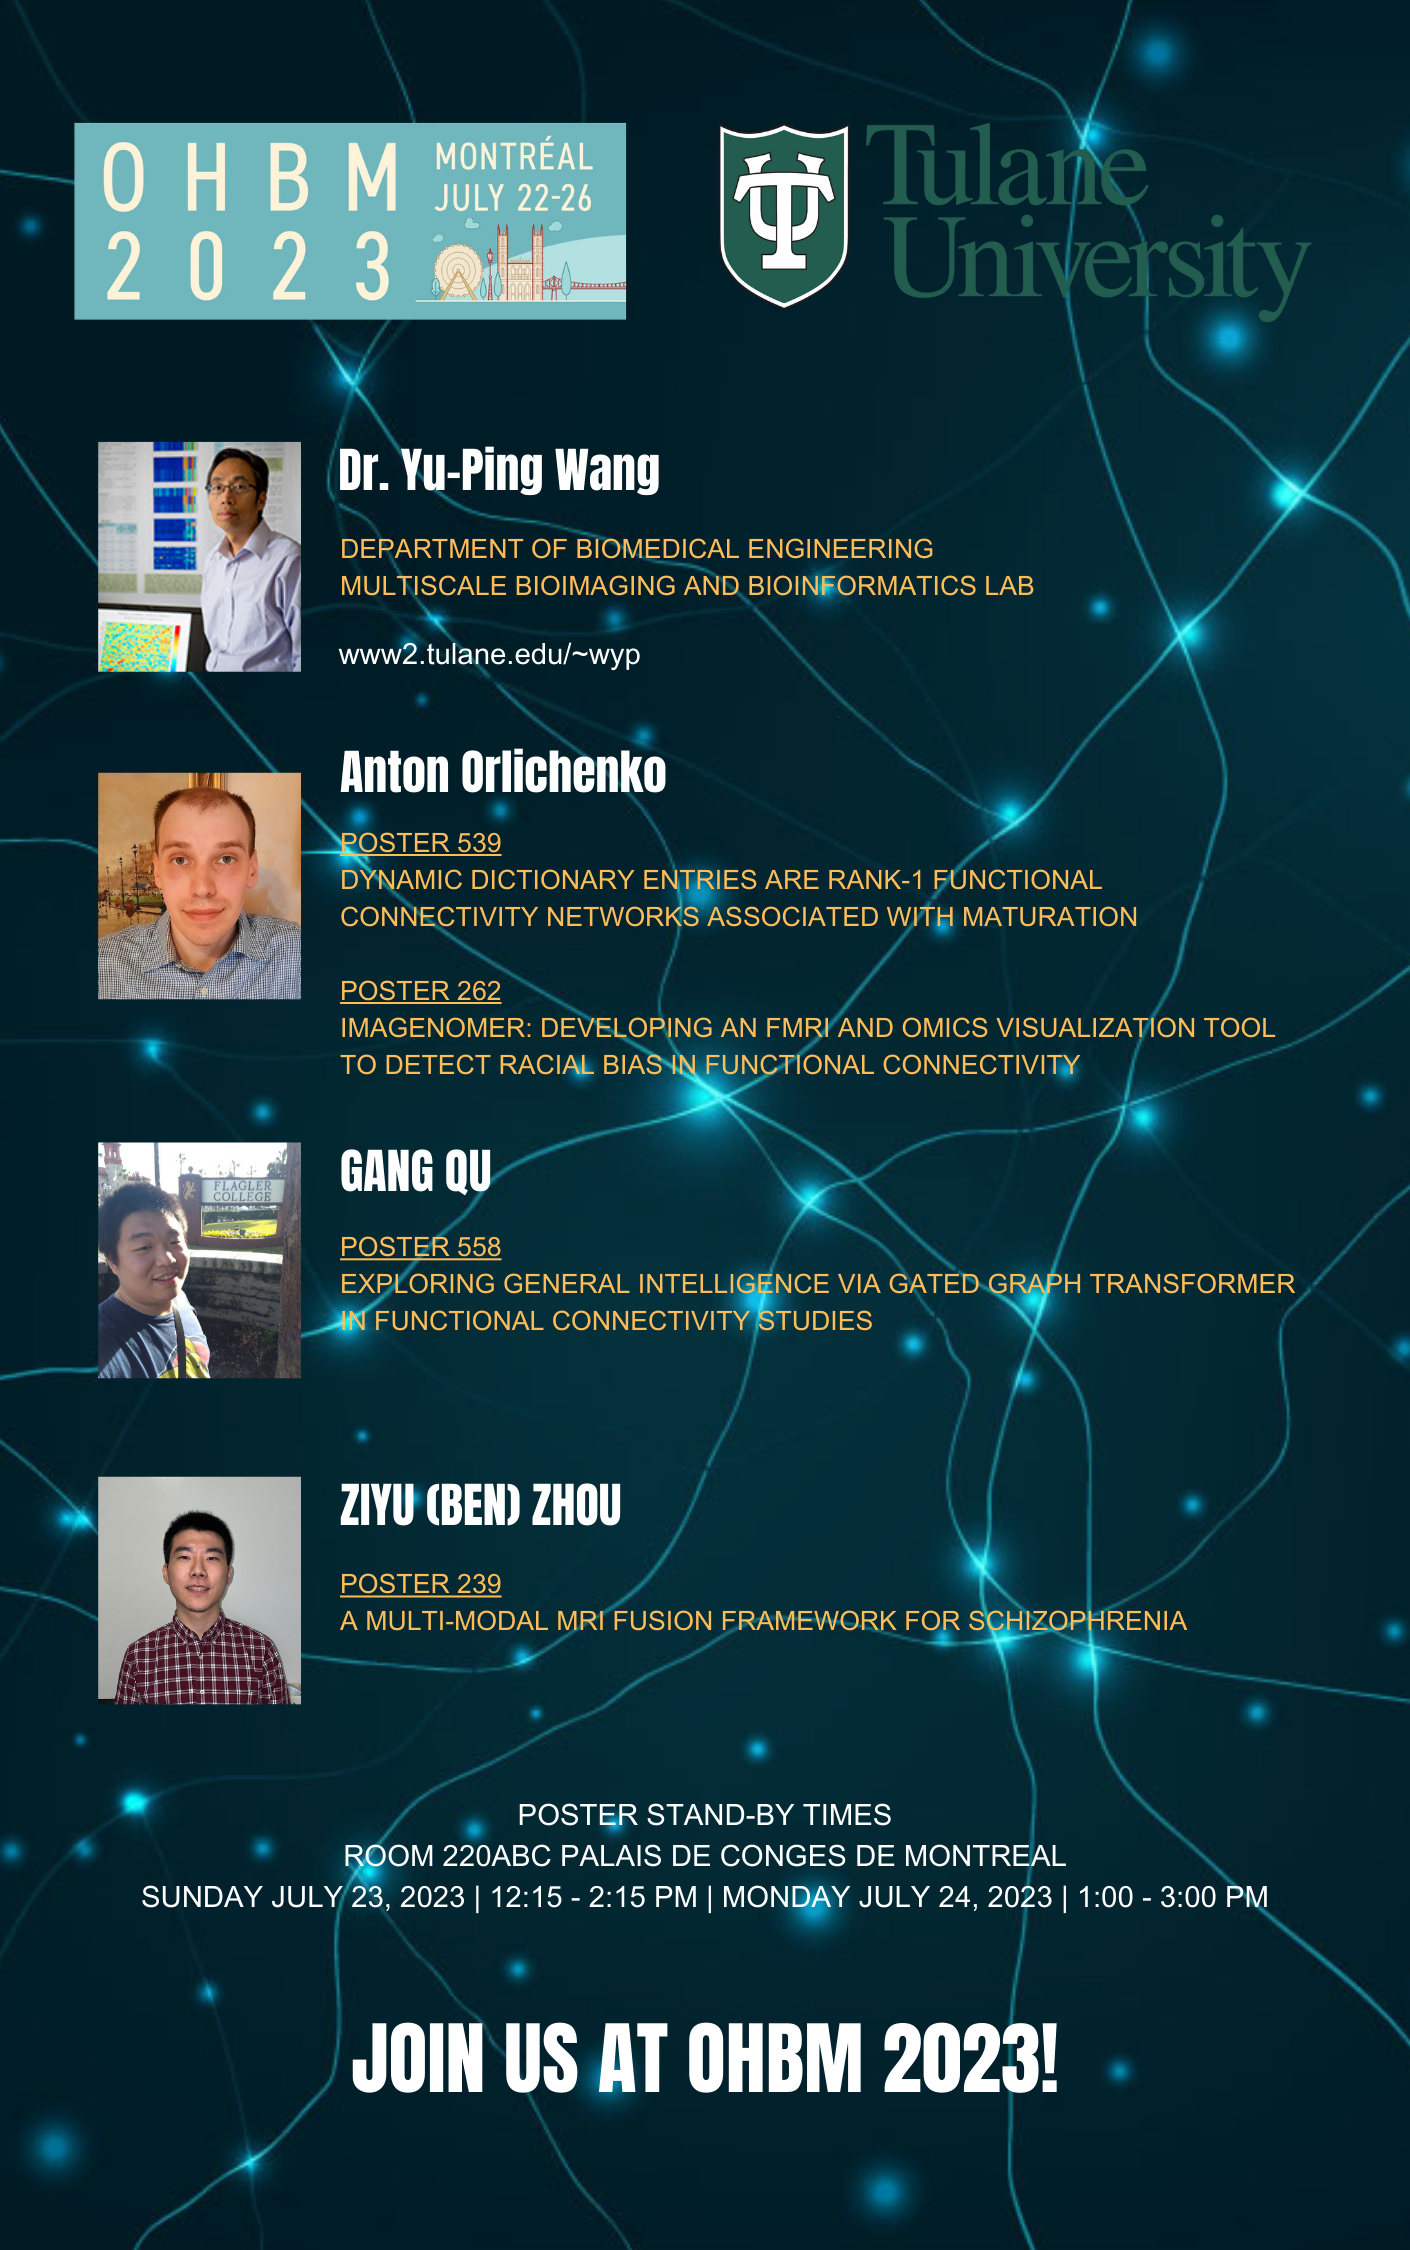 OHBM
2023
MONTRÉAL
JULY 22-26
Tulane
University
Dr. Yu-Ping Wang
DEPARTMENT OF BIOMEDICAL ENGINEERING
MULTISCALE BIOIMAGING AND BIOINFORMATICS LAB
www2.tulane.edu/~wyp
Anton Orlichenko
POSTER 539
DYNAMIC DICTIONARY ENTRIES ARE RANK-1 FUNCTIONAL
CONNECTIVITY NETWORKS ASSOCIATED WITH MATURATION
POSTER 262
IMAGENOMER: DEVELOPING AN FMRI AND OMICS VISUALIZATION TOOL
TO DETECT RACIAL BIAS IN FUNCTIONAL CONNECTIVITY
FLAGLER
COLLEGE
GANG QU
POSTER 558
EXPLORING GENERAL INTELLIGENCE VIA GATED GRAPH TRANSFORMER
IN FUNCTIONAL CONNECTIVITY STUDIES
ZIYU (BEN) ZHOU
POSTER 239
A MULTI-MODAL MRI FUSION FRAMEWORK FOR SCHIZOPHRENIA
POSTER STAND-BY TIMES
ROOM 220ABC PALAIS DE CONGES DE MONTREAL
SUNDAY JULY 23, 2023 | 12:15 - 2:15 PM | MONDAY JULY 24, 2023 | 1:00 - 3:00 PM
JOIN US AT OHBM 2023!